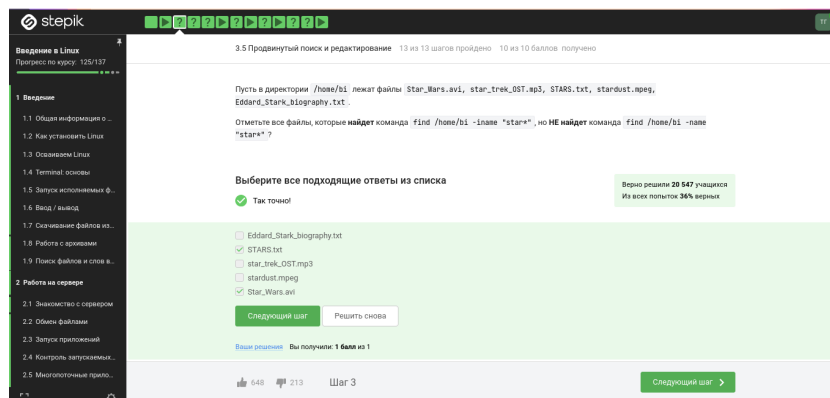 stepik
ТГ
Введение в Linux
Прогресс по курсу: 125/137
3.5 Продвинутый поиск и редактирование 13 из 13 шагов пройдено 10 из 10 баллов получено
1 Введение
1.1 Общая информация о ...
1.2 Как установить Linux
1.3 Осваиваем Linux
1.4 Terminal: основы
1.5 Запуск исполняемых ф...
1.6 Ввод / вывод
1.7 Скачивание файлов из...
1.8 Работа с архивами
1.9 Поиск файлов и слов в...
2 Работа на сервере
2.1 Знакомство с сервером
2.2 Обмен файлами
2.3 Запуск приложений
2.4 Контроль запускаемых...
2.5 Многопоточные прило...
Пусть в директории /home/bi лежат файлы Star_Wars.avi, star_trek_OST.mp3, STARS.txt, stardust.mpeg,
Eddard_Stark_biography.txt .
Отметьте все файлы, которые найдет команда find /home/bi -iname "star*" , но НЕ найдет команда find /home/bi -name
"star*" ?
Выберите все подходящие ответы из списка
Так точно!
Верно решили 20 547 учащихся
Из всех попыток 36% верных
Eddard_Stark_biography.txt
STARS.txt
star_trek_OST.mp3
stardust.mpeg
Star_Wars.avi
Следующий шаг
Решить снова
Ваши решения Вы получили: 1 балл из 1
648 213 Шаг 3
Следующий шаг